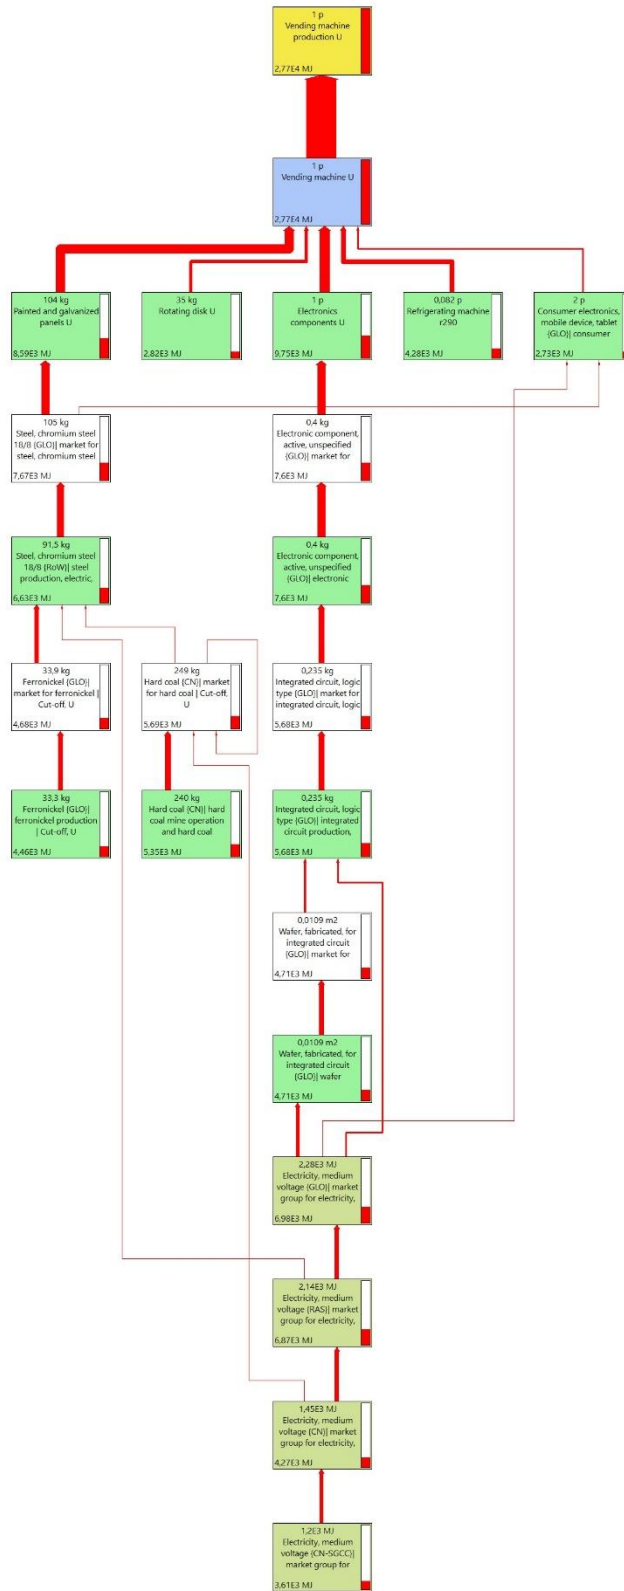 1 p
Vending machine
production U
2,77E4 MJ
1 p
Vending machine U
2,77E4 MJ
104 kg
Painted and galvanized
panels U
8,59E3 MJ
35 kg
Rotating disk U
2,82E3 MJ
1 p
Electronics
components U
9,75E3 MJ
0,082 p
Refrigerating machine
r290
4,28E3 MJ
2 p
Consumer electronics,
mobile device, tablet
{GLO}| consumer
2,73E3 MJ
105 kg
Steel, chromium steel
18/8 {GLO}| market for
steel, chromium steel
7,67E3 MJ
0,4 kg
Electronic component,
active, unspecified
{GLO}| market for
7,6E3 MJ
91,5 kg
Steel, chromium steel
18/8 {RoW}| steel
production, electric,
6,63E3 MJ
0,4 kg
Electronic component,
active, unspecified
{GLO}| electronic
7,6E3 MJ
33,9 kg
Ferronickel {GLO}|
market for ferronickel |
Cut-off, U
4,68E3 MJ
249 kg
Hard coal {CN}| market
for hard coal | Cut-off,
U
5,69E3 MJ
0,235 kg
Integrated circuit, logic
type {GLO}| market for
integrated circuit, logic
5,68E3 MJ
33,3 kg
Ferronickel {GLO}|
ferronickel production
| Cut-off, U
4,46E3 MJ
240 kg
Hard coal {CN}| hard
coal mine operation
and hard coal
5,35E3 MJ
0,235 kg
Integrated circuit, logic
type {GLO}| integrated
circuit production,
5,68E3 MJ
0,0109 m2
Wafer, fabricated, for
integrated circuit
{GLO}| market for
4,71E3 MJ
0,0109 m2
Wafer, fabricated, for
integrated circuit
{GLO}| wafer
4,71E3 MJ
2,28E3 MJ
Electricity, medium
voltage {GLO}| market
group for electricity,
6,98E3 MJ
2,14E3 MJ
Electricity, medium
voltage {RAS}| market
group for electricity,
6,87E3 MJ
1,45E3 MJ
Electricity, medium
voltage {CN}| market
group for electricity,
4,27E3 MJ
1,2E3 MJ
Electricity, medium
voltage {CN-SGCC}|
market group for
3,61E3 MJ